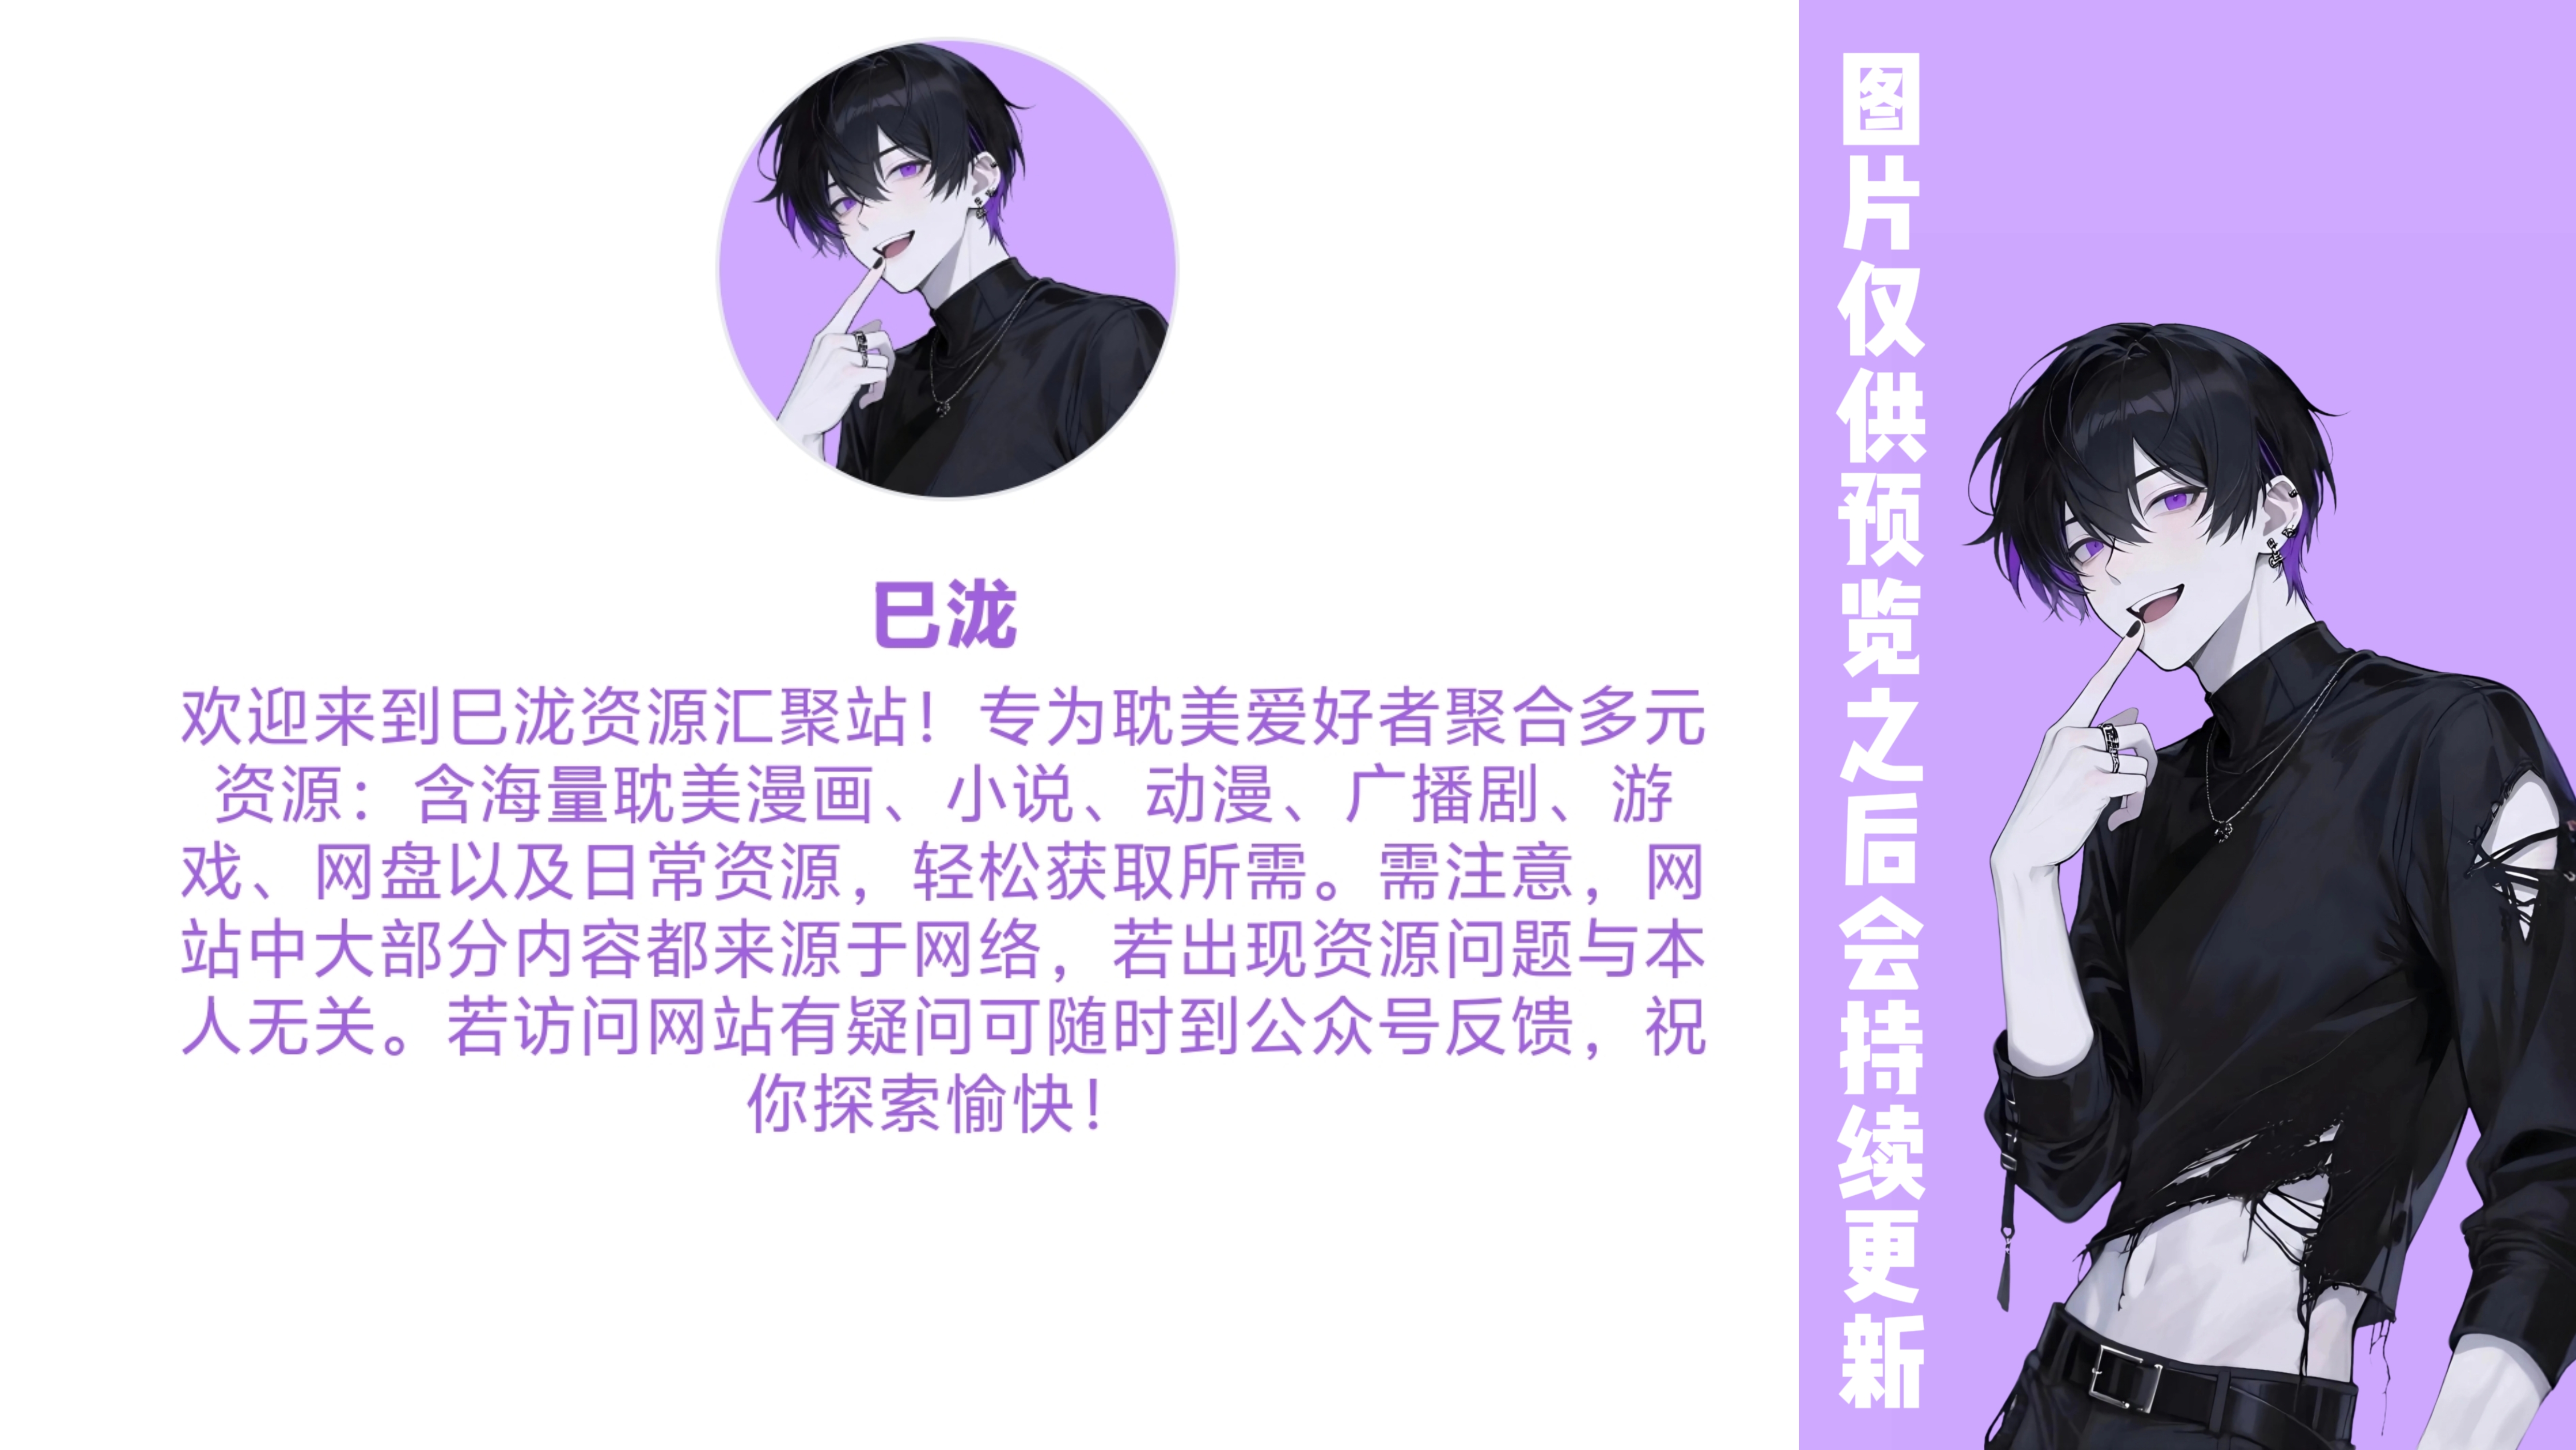 巳泷
欢迎来到巳泷资源汇聚站！专为耽美爱好者聚合多元
资源：含海量耽美漫画、小说、动漫、广播剧、游
戏、网盘以及日常资源，轻松获取所需。需注意，网
站中大部分内容都来源于网络，若出现资源问题与本
人无关。若访问网站有疑问可随时到公众号反馈，祝
你探索愉快！
图片仅供预览之后会持续更新